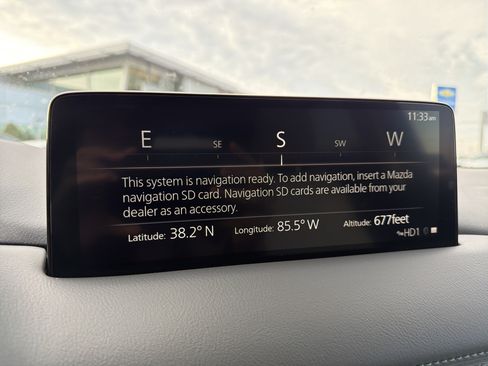 11:33am
E SE S SW W
This system is navigation ready. To add navigation, insert a Mazda
navigation SD card. Navigation SD cards are available from your
dealer as an accessory.
Latitude: 38.2° N Longitude: 85.5° W Altitude: 677feet
HD1